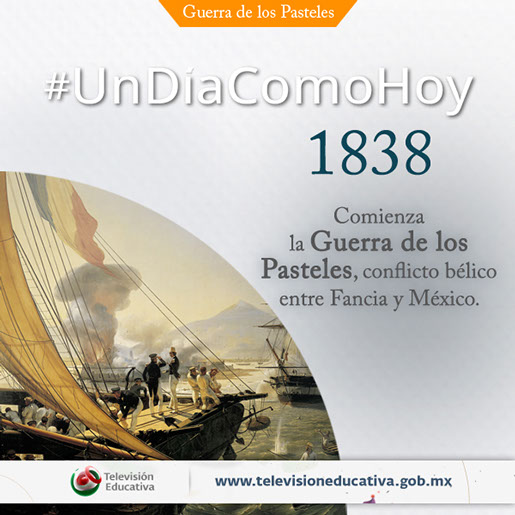 Guerra de los Pasteles
#UnDiaComoHoy
1838
Comienza
la Guerra de los
Pasteles, conflicto bélico
entre Fancia y México.
Televisión
Educativa
www.televisioneducativa.gob.mx